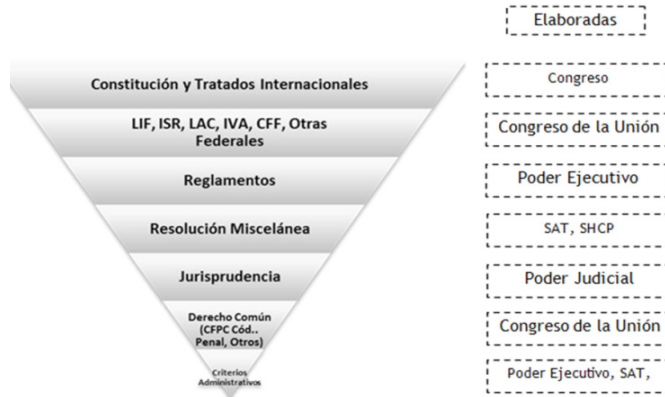 Elaboradas
Constitución y Tratados Internacionales
Congreso
LIF, ISR, LAC, IVA, CFF, Otras
Federales
Congreso de la Unión
Reglamentos
Poder Ejecutivo
Resolución Miscelánea
SAT, SHCP
Jurisprudencia
Poder Judicial
Derecho Común
(CFPC Cód..
Penal, Otros)
Congreso de la Unión
Criterios
Administrativos
Poder Ejecutivo, SAT,